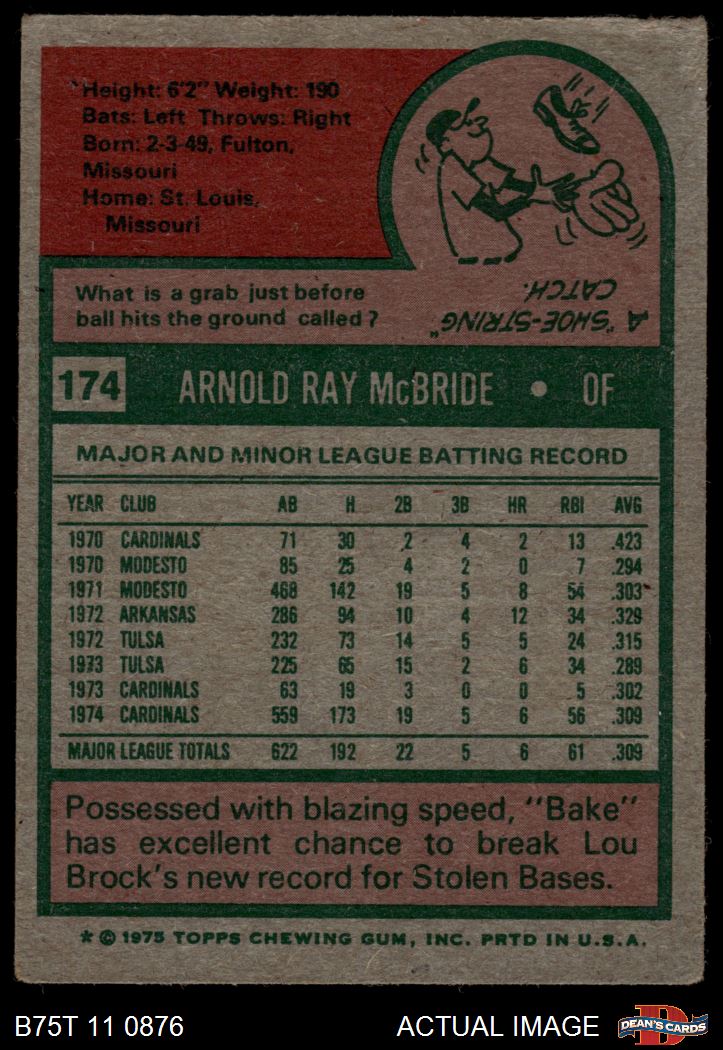 Height: 6'2" Weight: 190
Bats: Left Throws: Right
Born: 2-3-49, Fulton,
Missouri
Home: St. Louis,
Missouri
What is a grab just before
ball hits the ground called?
A "SHOE-STRING"
CATCH.
174 ARNOLD RAY McBRIDE • OF
MAJOR AND MINOR LEAGUE BATTING RECORD
YEAR CLUB AB H 2B 3B HR RBI AVG
1970 CARDINALS 71 30 2 4 2 13 .423
1970 MODESTO 85 25 4 2 0 7 .294
1971 MODESTO 468 142 19 5 8 54 .303
1972 ARKANSAS 286 94 10 4 12 34 .329
1972 TULSA 232 73 14 5 5 24 .315
1973 TULSA 225 65 15 2 6 34 .289
1973 CARDINALS 63 19 3 0 0 5 .302
1974 CARDINALS 559 173 19 5 6 56 .309
MAJOR LEAGUE TOTALS 622 192 22 5 6 61 .309
Possessed with blazing speed, "Bake"
has excellent chance to break Lou
Brock's new record for Stolen Bases.
* © 1975 TOPPS CHEWING GUM, INC. PRTD IN U.S.A.
B75T 11 0876 ACTUAL IMAGE
DEAN'S CARDS